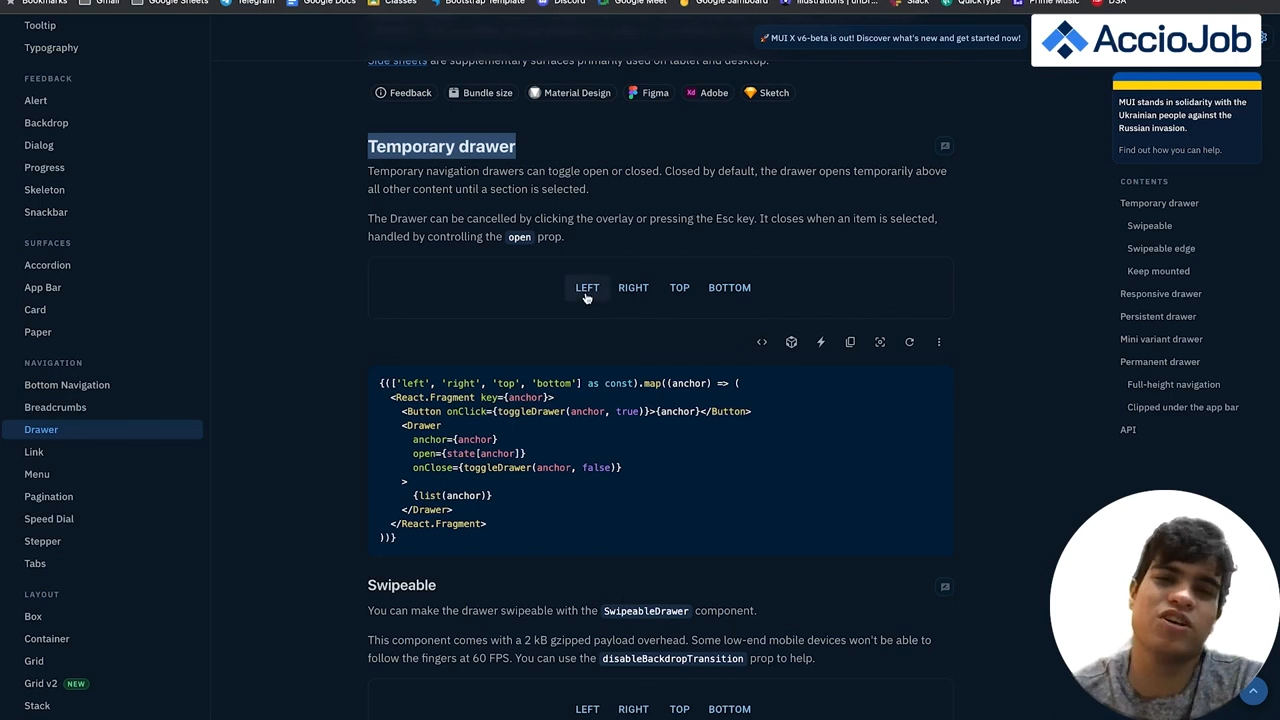 Bookmarks
Gmail
Google Sheets
Telegram
Google Docs
Classes
Bootstrap Template
Discord
Google Meet
Google Jamboard
Illustrations | unDr...
Slack
QuickType
Prime Music
DSA
AccioJob
Tooltip
Typography
FEEDBACK
Alert
Backdrop
Dialog
Progress
Skeleton
Snackbar
SURFACES
Accordion
App Bar
Card
Paper
NAVIGATION
Bottom Navigation
Breadcrumbs
Drawer
Link
Menu
Pagination
Speed Dial
Stepper
Tabs
LAYOUT
Box
Container
Grid
Grid v2 NEW
Stack
🚀 MUI X v6-beta is out! Discover what's new and get started now!
Side sheets are supplementary surfaces primarily used on tablet and desktop.
Feedback
Bundle size
Material Design
Figma
Xd Adobe
Sketch
Temporary drawer
Temporary navigation drawers can toggle open or closed. Closed by default, the drawer opens temporarily above
all other content until a section is selected.
The Drawer can be cancelled by clicking the overlay or pressing the Esc key. It closes when an item is selected,
handled by controlling the open prop.
LEFT RIGHT TOP BOTTOM
{(['left', 'right', 'top', 'bottom'] as const).map((anchor) => (
<React.Fragment key={anchor}>
<Button onClick={toggleDrawer(anchor, true)}>{anchor}</Button>
<Drawer
anchor={anchor}
open={state[anchor]}
onClose={toggleDrawer(anchor, false)}
>
{list(anchor)}
</Drawer>
</React.Fragment>
))}
Swipeable
You can make the drawer swipeable with the SwipeableDrawer component.
This component comes with a 2 kB gzipped payload overhead. Some low-end mobile devices won't be able to
follow the fingers at 60 FPS. You can use the disableBackdropTransition prop to help.
LEFT RIGHT TOP BOTTOM
MUI stands in solidarity with the
Ukrainian people against the
Russian invasion.
Find out how you can help.
CONTENTS
Temporary drawer
Swipeable
Swipeable edge
Keep mounted
Responsive drawer
Persistent drawer
Mini variant drawer
Permanent drawer
Full-height navigation
Clipped under the app bar
API